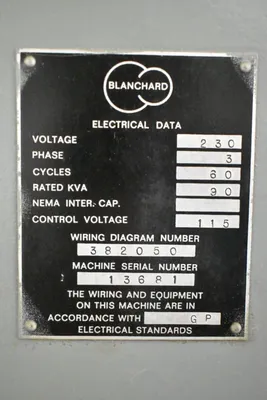 BLANCHARD
ELECTRICAL DATA
VOLTAGE 230
PHASE 3
CYCLES 60
RATED KVA 90
NEMA INTER. CAP.
CONTROL VOLTAGE 115
WIRING DIAGRAM NUMBER
382050
MACHINE SERIAL NUMBER
13681
THE WIRING AND EQUIPMENT
ON THIS MACHINE ARE IN
ACCORDANCE WITH GP
ELECTRICAL STANDARDS